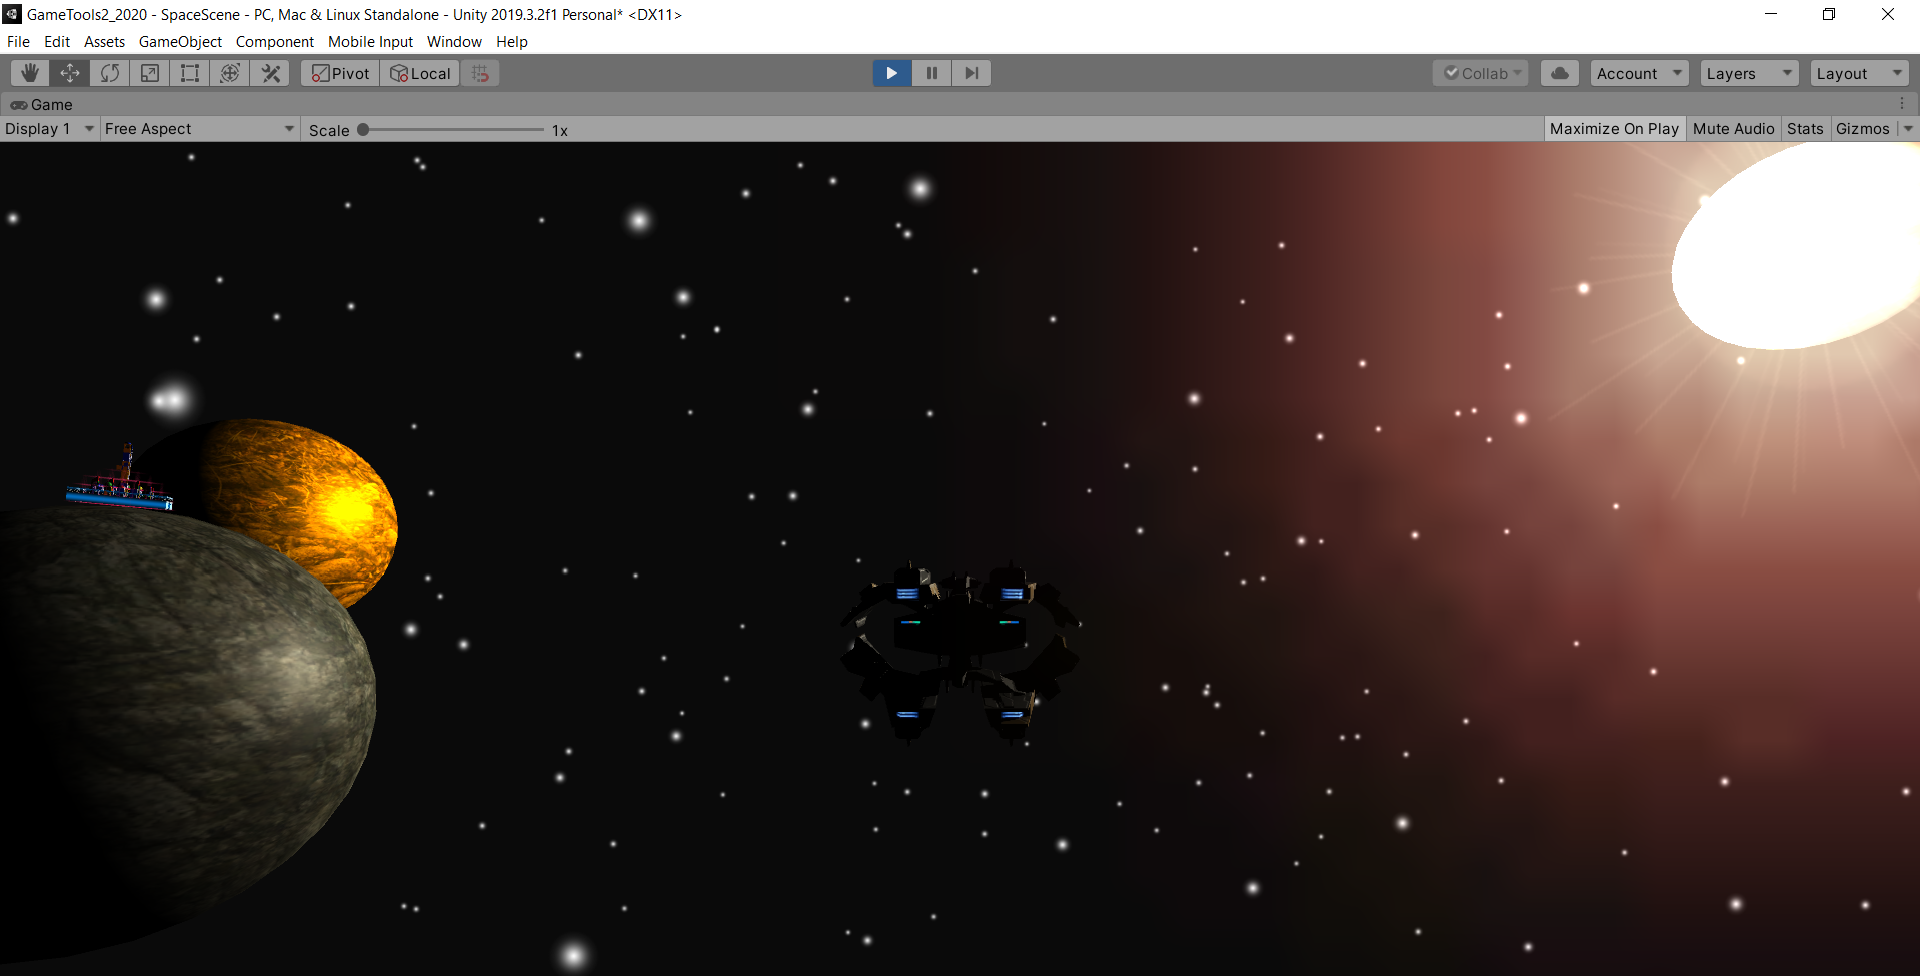 GameTools2_2020 - SpaceScene - PC, Mac & Linux Standalone - Unity 2019.3.2f1 Personal* <DX11>
File Edit Assets GameObject Component Mobile Input Window Help
Pivot Local Collab Account Layers Layout
Game
Display 1 Free Aspect Scale 1x Maximize On Play Mute Audio Stats Gizmos